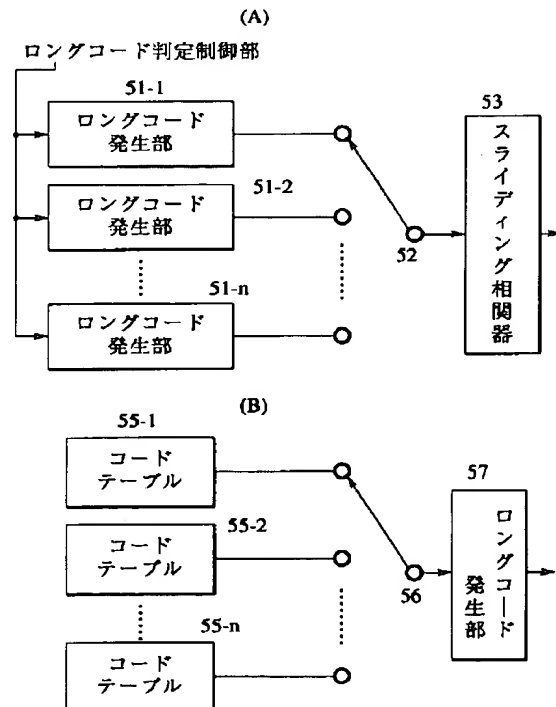 (A)
ロングコード判定制御部
51-1
ロングコード
発生部
51-2
ロングコード
発生部
51-n
ロングコード
発生部
52
53
スライディング相関器
(B)
55-1
コード
テーブル
55-2
コード
テーブル
55-n
コード
テーブル
56
57
ロングコード
発生部